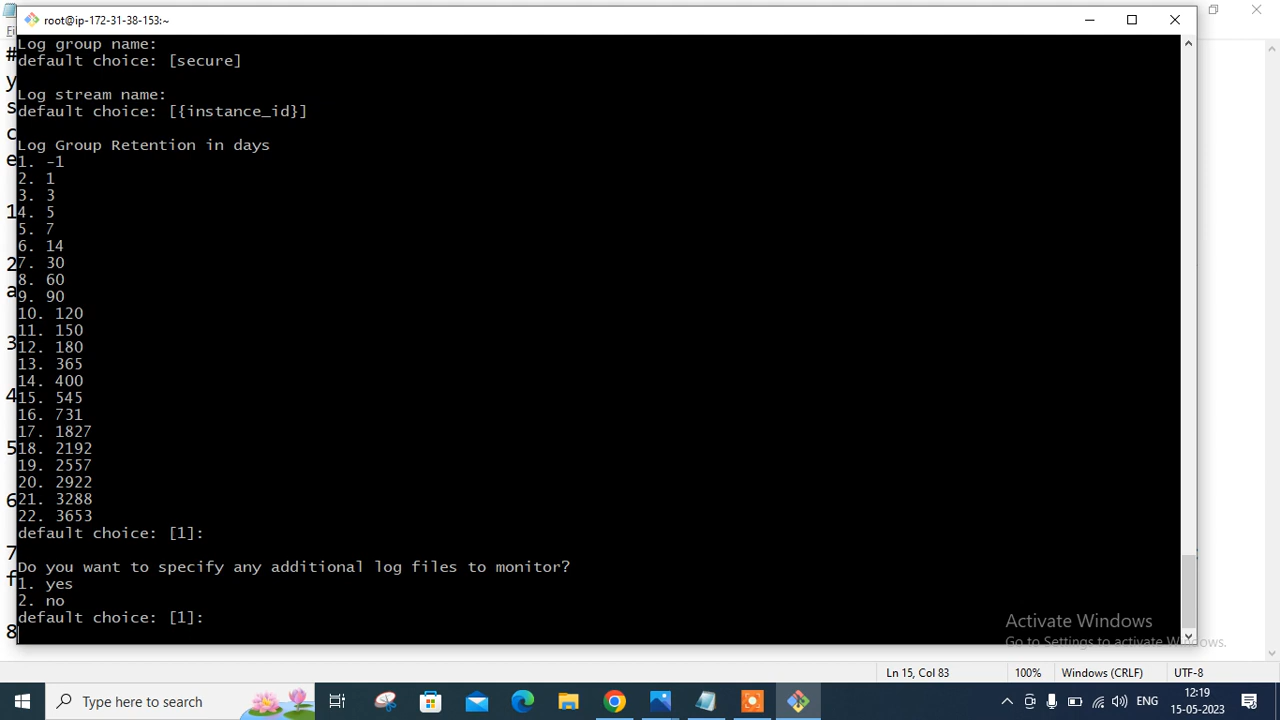 root@ip-172-31-38-153:~
Log group name:
default choice: [secure]
Log stream name:
default choice: [{instance_id}]
Log Group Retention in days
1. -1
2. 1
3. 3
4. 5
5. 7
6. 14
7. 30
8. 60
9. 90
10. 120
11. 150
12. 180
13. 365
14. 400
15. 545
16. 731
17. 1827
18. 2192
19. 2557
20. 2922
21. 3288
22. 3653
default choice: [1]:
Do you want to specify any additional log files to monitor?
1. yes
2. no
default choice: [1]:
Activate Windows
Go to Settings to activate Windows.
Ln 15, Col 83
100%
Windows (CRLF)
UTF-8
Type here to search
ENG
12:19
15-05-2023